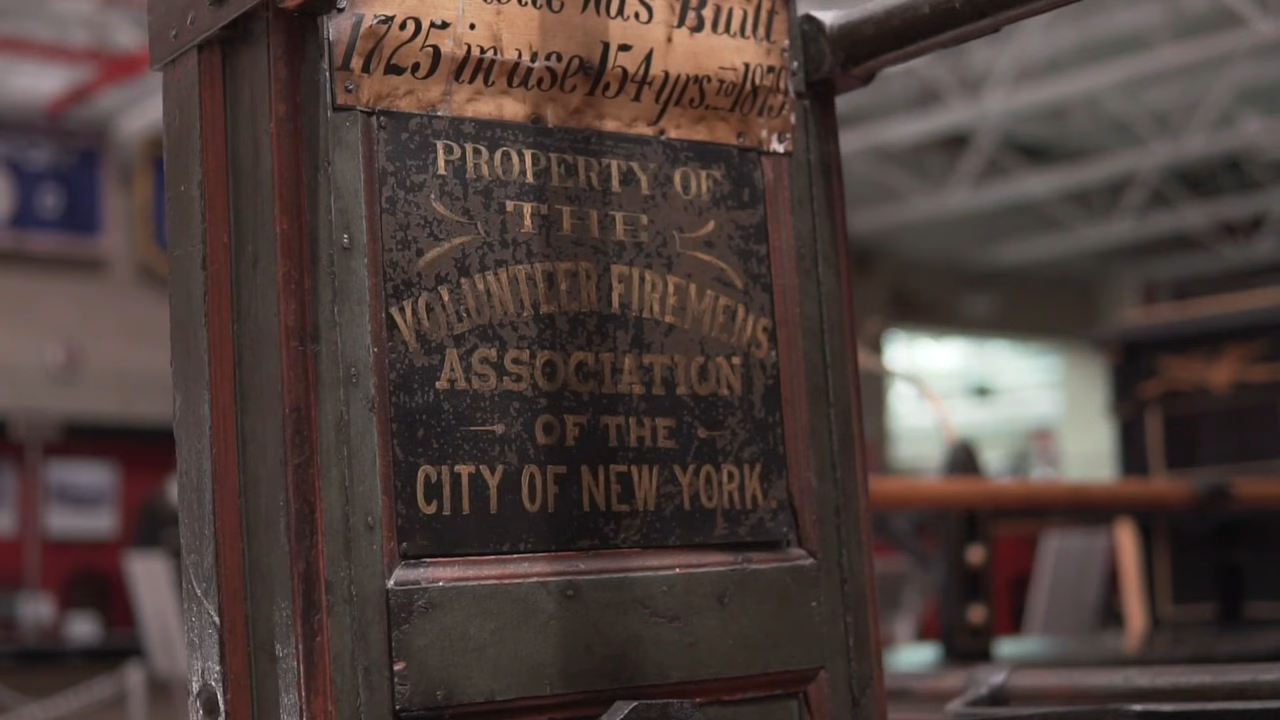 was Built
1725 in use 154 yrs. to 1879
PROPERTY OF
THE
VOLUNTEER FIREMENS
ASSOCIATION
OF THE
CITY OF NEW YORK.